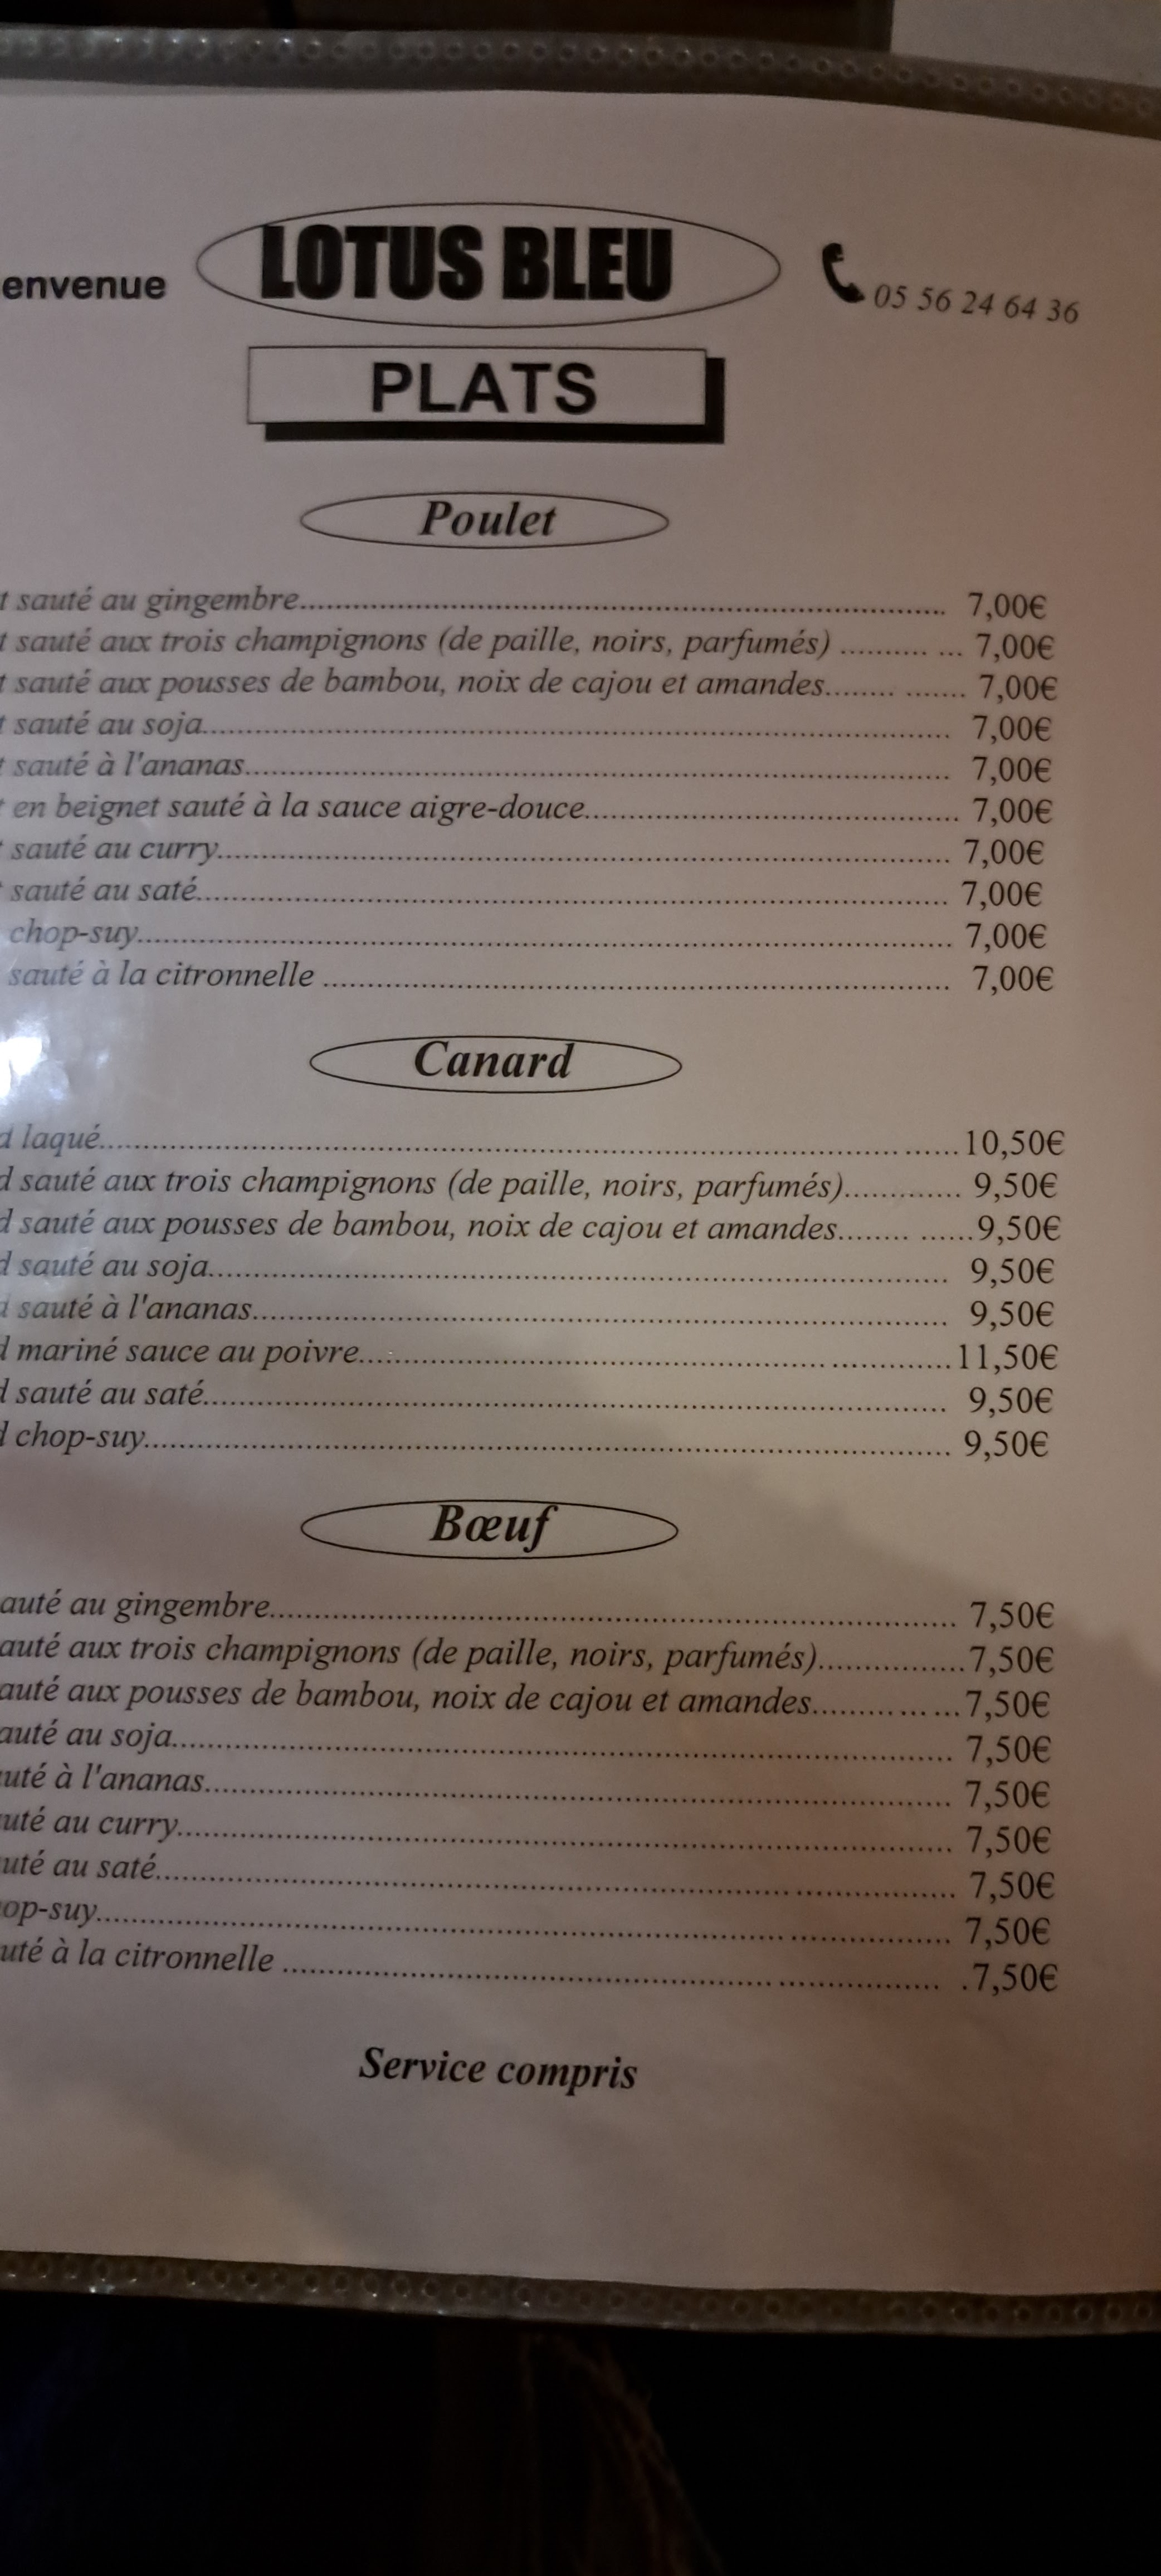 envenue LOTUS BLEU 05 56 24 64 36
PLATS
Poulet
t sauté au gingembre.......... 7,00€
t sauté aux trois champignons (de paille, noirs, parfumés) .......... ... 7,00€
t sauté aux pousses de bambou, noix de cajou et amandes........ ....... 7,00€
t sauté au soja.......... 7,00€
t sauté à l'ananas.......... 7,00€
t en beignet sauté à la sauce aigre-douce.......... 7,00€
t sauté au curry.......... 7,00€
t sauté au saté.......... 7,00€
chop-suy.......... 7,00€
sauté à la citronnelle .......... 7,00€
Canard
d laqué..........10,50€
d sauté aux trois champignons (de paille, noirs, parfumés)............. 9,50€
d sauté aux pousses de bambou, noix de cajou et amandes........ ......9,50€
d sauté au soja.......... 9,50€
d sauté à l'ananas.......... 9,50€
d mariné sauce au poivre..........11,50€
d sauté au saté.......... 9,50€
d chop-suy.......... 9,50€
Bœuf
auté au gingembre.......... 7,50€
auté aux trois champignons (de paille, noirs, parfumés)................7,50€
auté aux pousses de bambou, noix de cajou et amandes.......... ... ...7,50€
auté au soja.......... 7,50€
uté à l'ananas.......... 7,50€
uté au curry.......... 7,50€
uté au saté.......... 7,50€
op-suy.......... 7,50€
uté à la citronnelle .......... .7,50€
Service compris